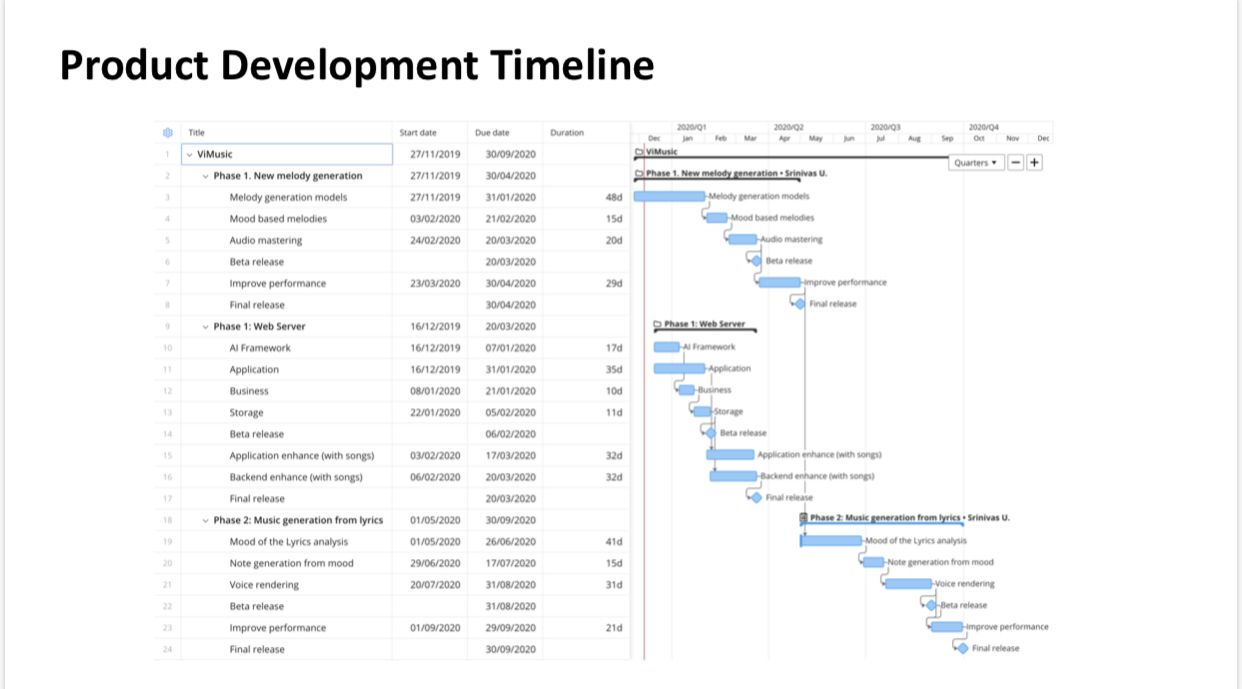 Product Development Timeline
Title Start date Due date Duration
2020/Q1 2020/Q2 2020/Q3 2020/Q4
Dec Jan Feb Mar Apr May Jun Jul Aug Sep Oct Nov Dec
Quarters
1 ViMusic 27/11/2019 30/09/2020 ViMusic
2 Phase 1. New melody generation 27/11/2019 30/04/2020 Phase 1. New melody generation • Srinivas U.
3 Melody generation models 27/11/2019 31/01/2020 48d Melody generation models
4 Mood based melodies 03/02/2020 21/02/2020 15d Mood based melodies
5 Audio mastering 24/02/2020 20/03/2020 20d Audio mastering
6 Beta release 20/03/2020 Beta release
7 Improve performance 23/03/2020 30/04/2020 29d Improve performance
8 Final release 30/04/2020 Final release
9 Phase 1: Web Server 16/12/2019 20/03/2020 Phase 1: Web Server
10 AI Framework 16/12/2019 07/01/2020 17d AI Framework
11 Application 16/12/2019 31/01/2020 35d Application
12 Business 08/01/2020 21/01/2020 10d Business
13 Storage 22/01/2020 05/02/2020 11d Storage
14 Beta release 06/02/2020 Beta release
15 Application enhance (with songs) 03/02/2020 17/03/2020 32d Application enhance (with songs)
16 Backend enhance (with songs) 06/02/2020 20/03/2020 32d Backend enhance (with songs)
17 Final release 20/03/2020 Final release
18 Phase 2: Music generation from lyrics 01/05/2020 30/09/2020 Phase 2: Music generation from lyrics • Srinivas U.
19 Mood of the Lyrics analysis 01/05/2020 26/06/2020 41d Mood of the Lyrics analysis
20 Note generation from mood 29/06/2020 17/07/2020 15d Note generation from mood
21 Voice rendering 20/07/2020 31/08/2020 31d Voice rendering
22 Beta release 31/08/2020 Beta release
23 Improve performance 01/09/2020 29/09/2020 21d Improve performance
24 Final release 30/09/2020 Final release